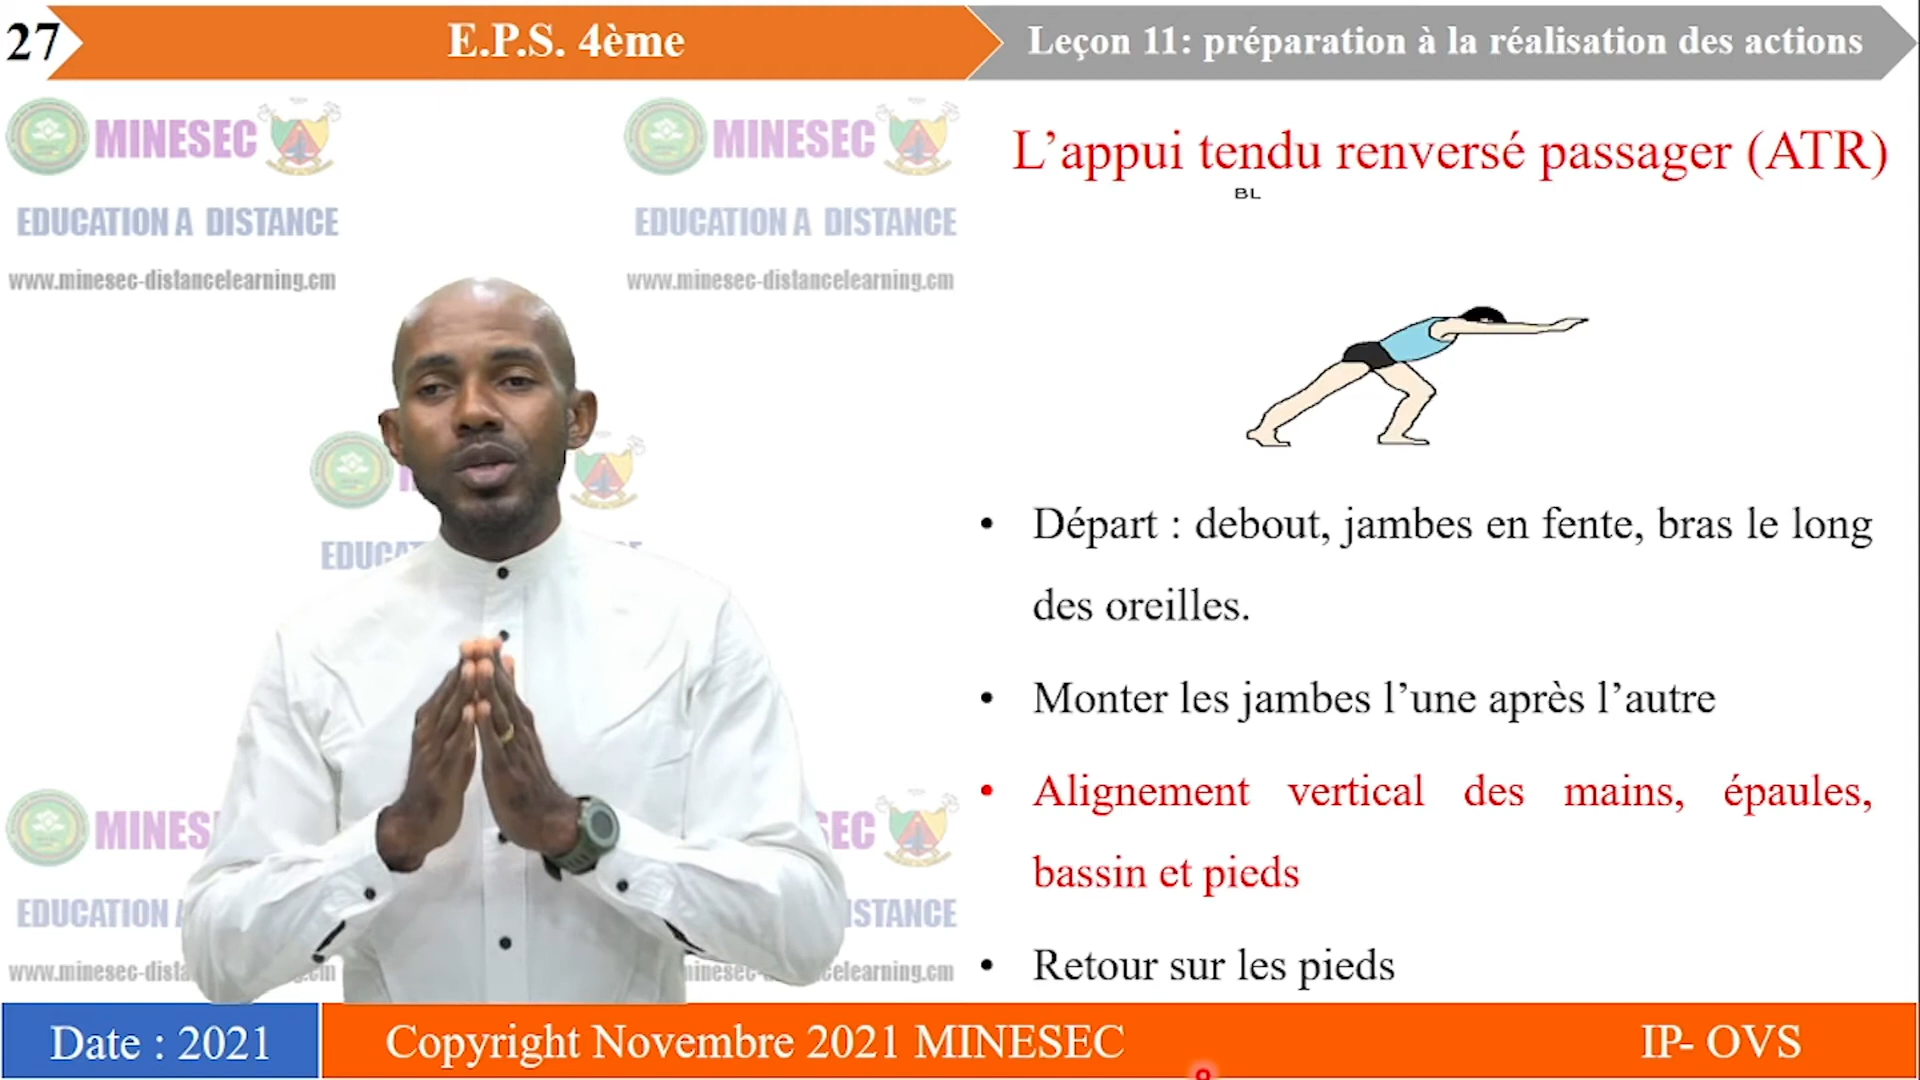 27
E.P.S. 4ème
Leçon 11: préparation à la réalisation des actions
MINESEC
EDUCATION A DISTANCE
www.minesec-distancelearning.cm
MINESEC
EDUCATION A DISTANCE
www.minesec-distancelearning.cm
L’appui tendu renversé passager (ATR)
BL
• Départ : debout, jambes en fente, bras le long
des oreilles.
• Monter les jambes l’une après l’autre
• Alignement vertical des mains, épaules,
bassin et pieds
• Retour sur les pieds
Date : 2021
Copyright Novembre 2021 MINESEC
IP- OVS